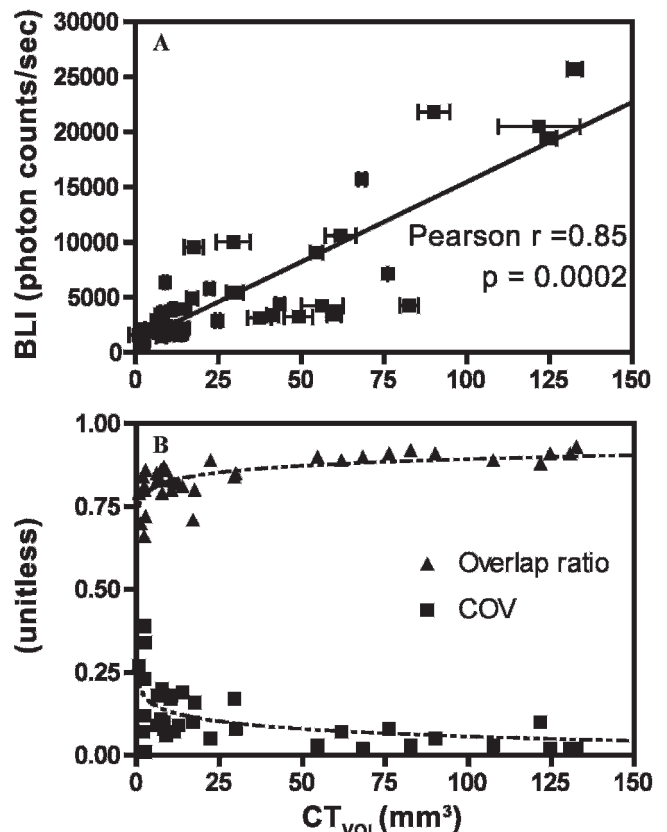 A
BLI (photon counts/sec)
30000
25000
20000
15000
10000
5000
0
Pearson r =0.85
p = 0.0002
0 25 50 75 100 125 150
B
(unitless)
1.00
0.75
0.50
0.25
0.00
Overlap ratio
COV
0 25 50 75 100 125 150
CTVOL(mm³)